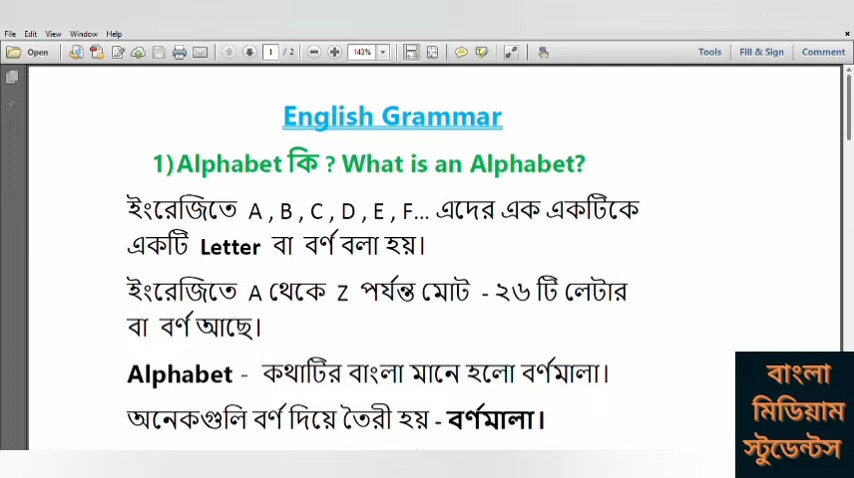 File Edit View Window Help
Open 1 / 2 143% Tools Fill & Sign Comment
English Grammar
1)Alphabet কি ? What is an Alphabet?
ইংরেজিতে A , B , C , D , E , F... এদের এক একটিকে
একটি Letter বা বর্ণ বলা হয়।
ইংরেজিতে A থেকে Z পর্যন্ত মোট - ২৬ টি লেটার
বা বর্ণ আছে।
Alphabet - কথাটির বাংলা মানে হলো বর্ণমালা।
অনেকগুলি বর্ণ দিয়ে তৈরী হয় - বর্ণমালা।
বাংলা
মিডিয়াম
স্টুডেন্টস